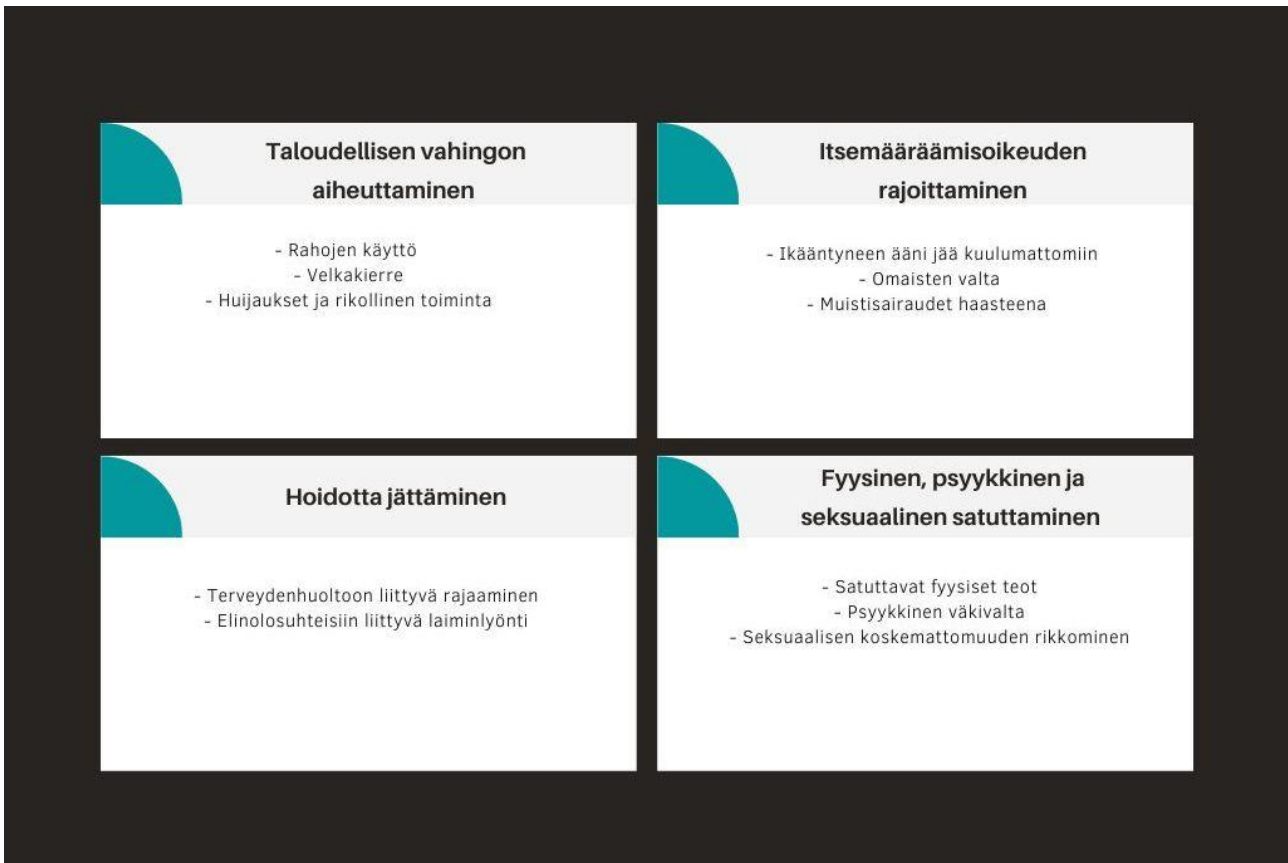 Taloudellisen vahingon
aiheuttaminen
- Rahojen käyttö
- Velkakierre
- Huijaukset ja rikollinen toiminta
Itsemääräämisoikeuden
rajoittaminen
- Ikääntyneen ääni jää kuulumattomiin
- Omaisten valta
- Muistisairaudet haasteena
Hoidotta jättäminen
- Terveydenhuoltoon liittyvä rajaaminen
- Elinolosuhteisiin liittyvä laiminlyönti
Fyysinen, psyykkinen ja
seksuaalinen satuttaminen
- Satuttavat fyysiset teot
- Psyykkinen väkivalta
- Seksuaalisen koskemattomuuden rikkominen